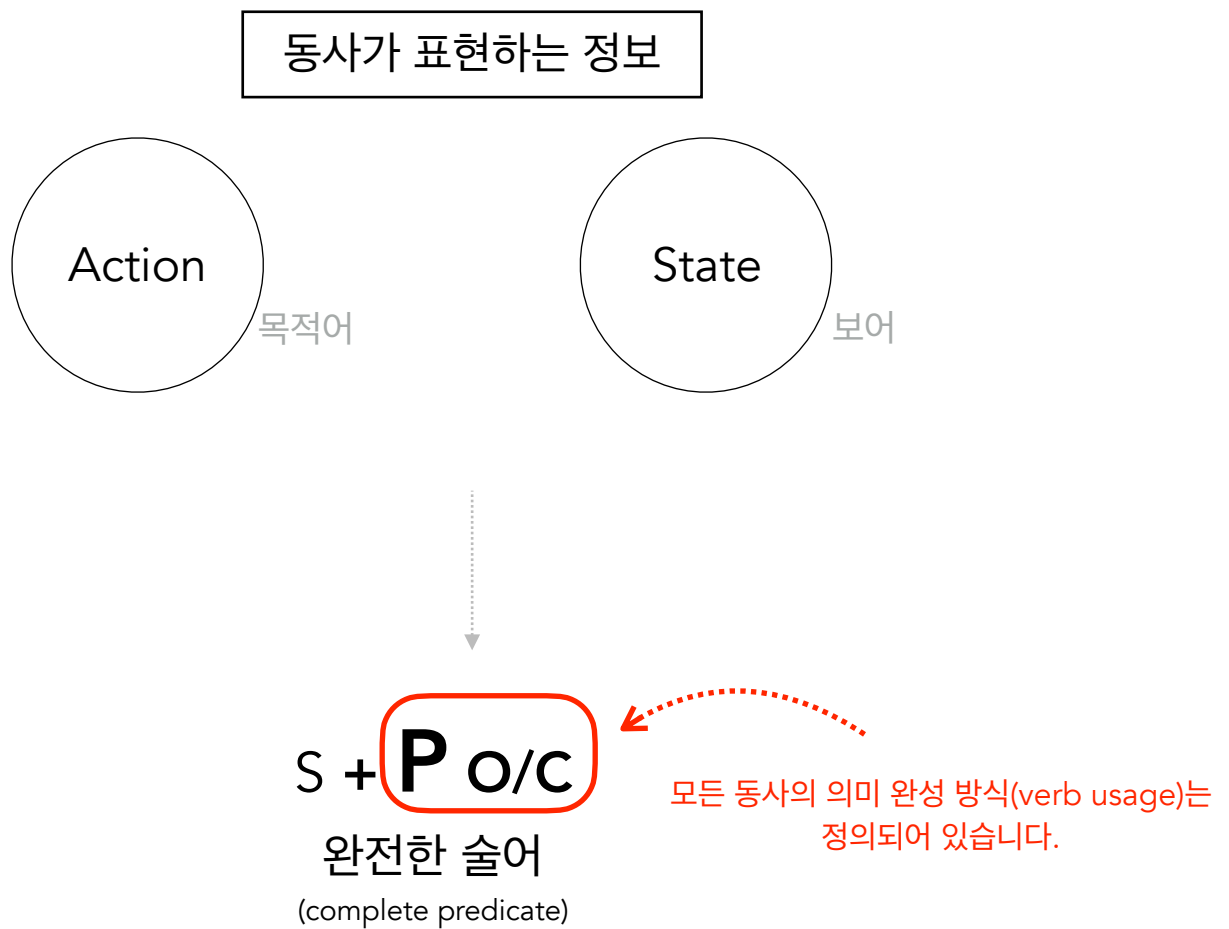 동사가 표현하는 정보
Action
목적어
State
보어
S + P O/C
완전한 술어
(complete predicate)
모든 동사의 의미 완성 방식(verb usage)는
정의되어 있습니다.